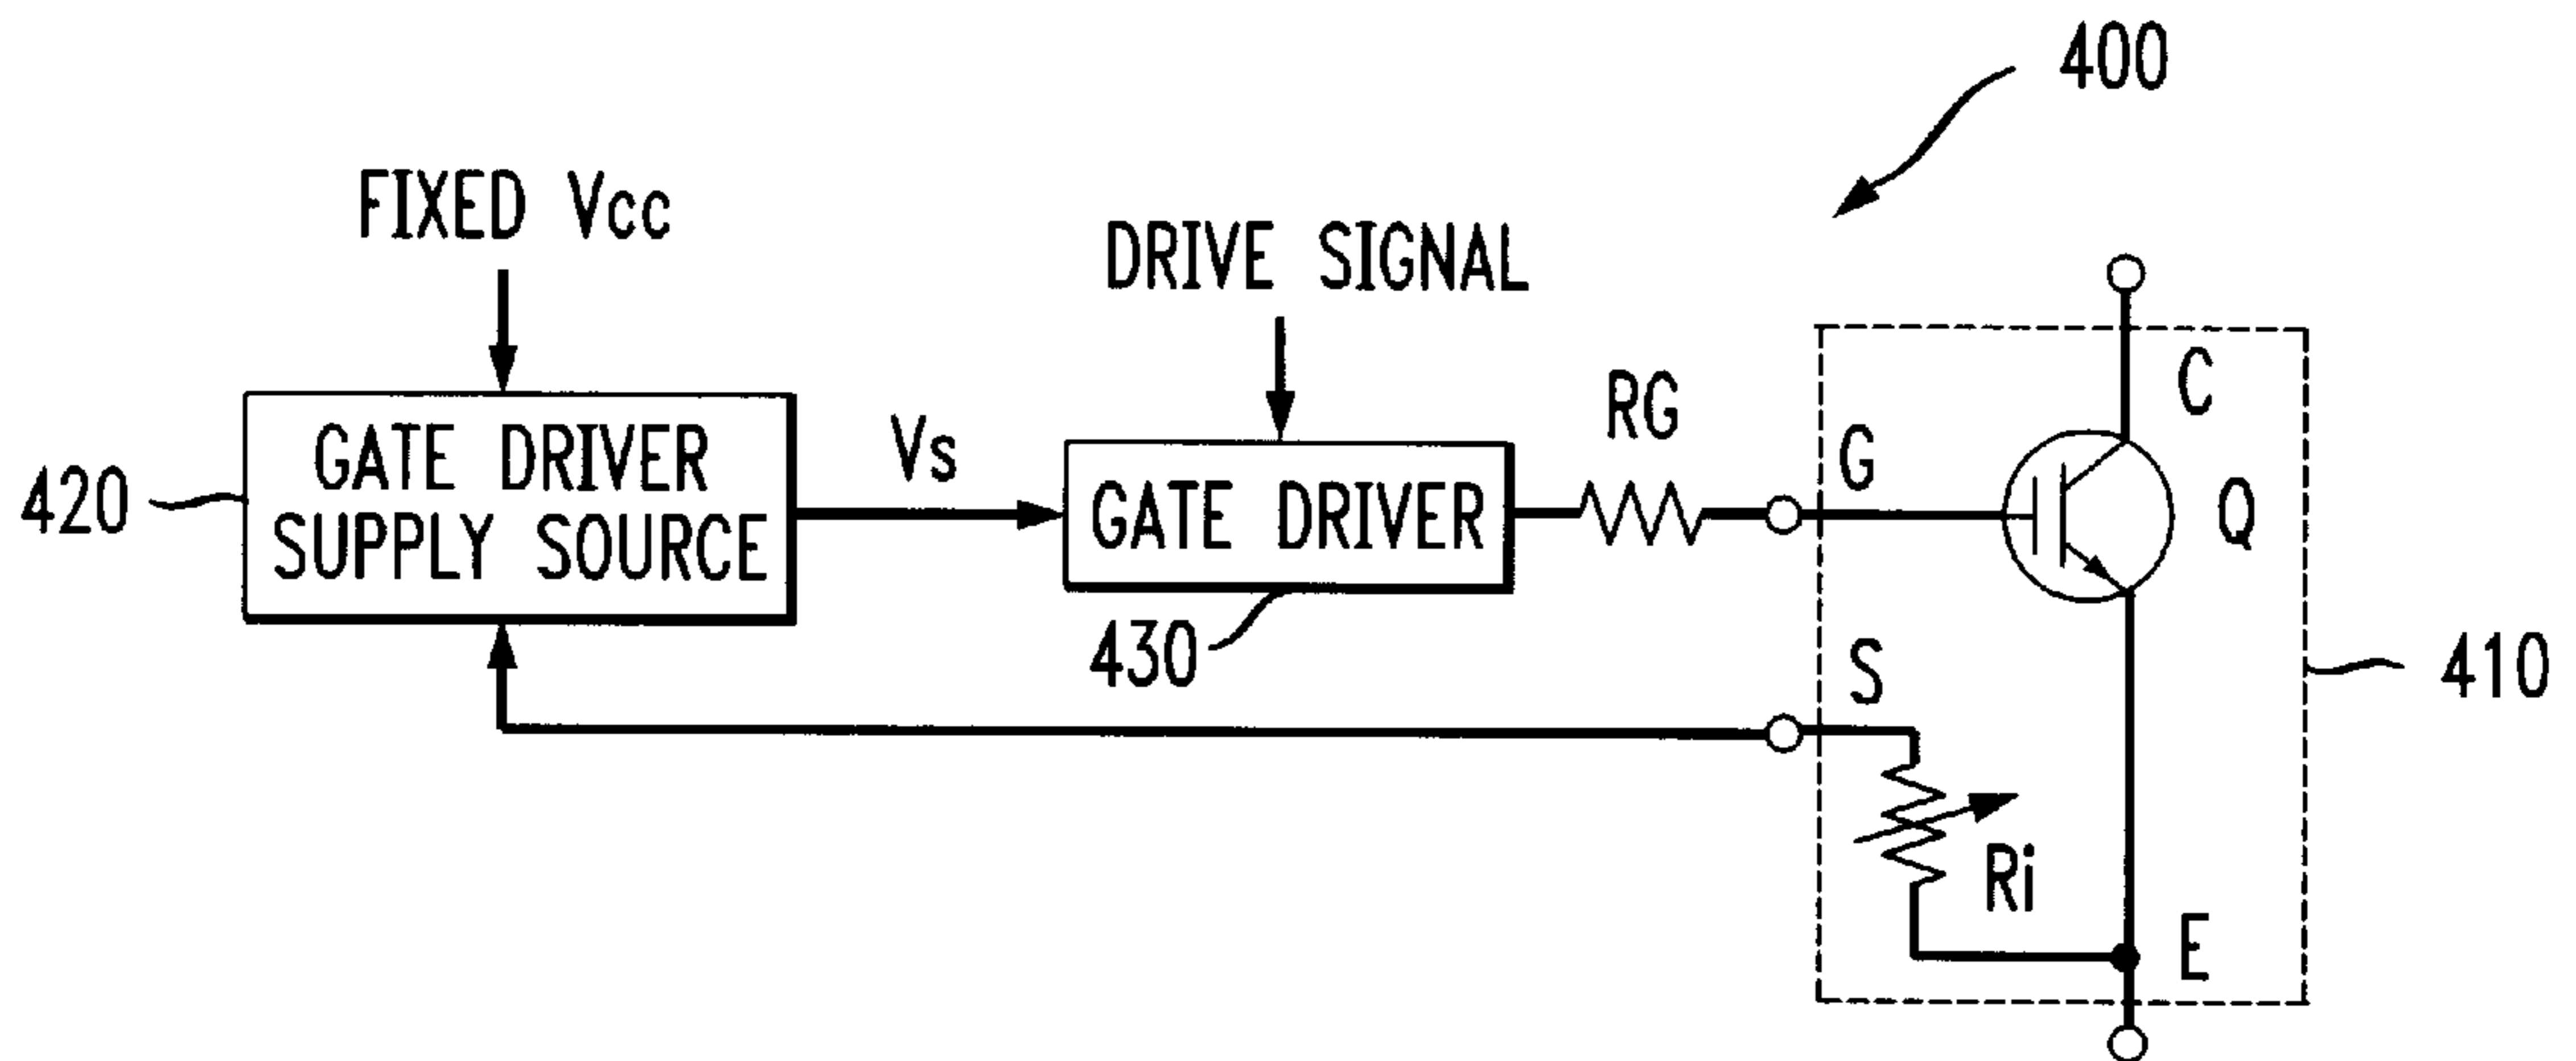 400
FIXED Vcc
DRIVE SIGNAL
C
RG
G
Vs
GATE DRIVER
SUPPLY SOURCE
420
GATE DRIVER
Q
430
S
410
Ri
E